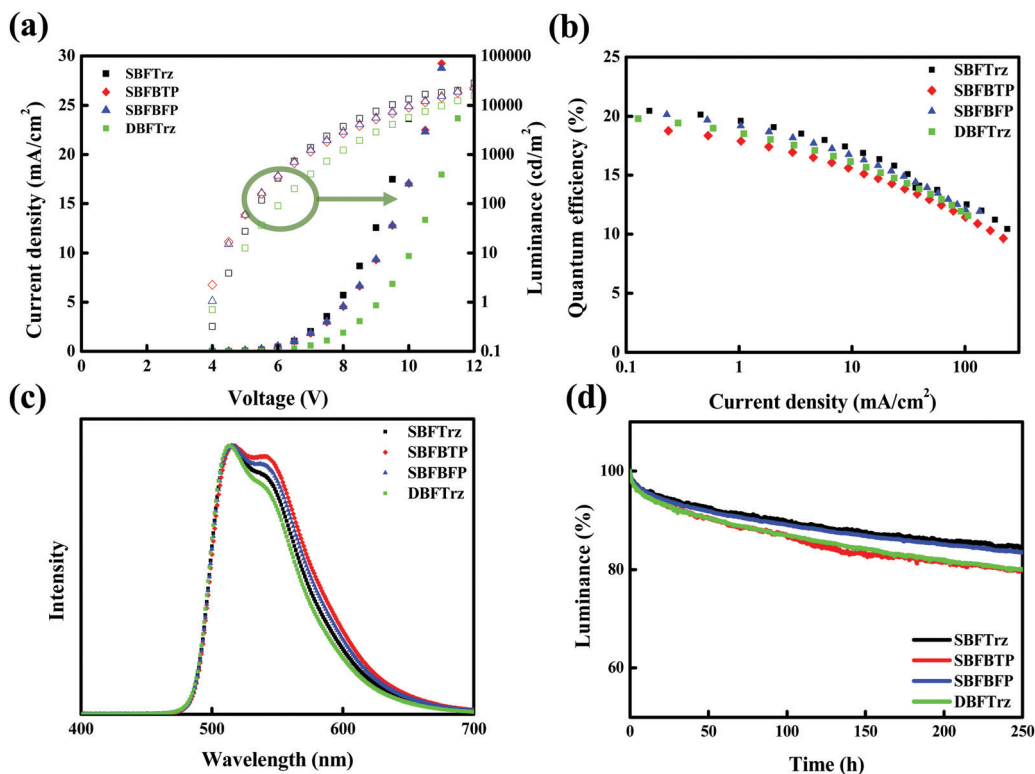 (a)
Current density (mA/cm2)
30
25
20
15
10
5
0
SBFTrz
SBFBTP
SBFBFP
DBFTrz
100000
10000
1000
100
10
1
0.1
Luminance (cd/m2)
0 2 4 6 8 10 12
Voltage (V)
(b)
Quantum efficiency (%)
25
20
15
10
5
0
SBFTrz
SBFBTP
SBFBFP
DBFTrz
0.1 1 10 100
Current density (mA/cm2)
(c)
Intensity
SBFTrz
SBFBTP
SBFBFP
DBFTrz
400 500 600 700
Wavelength (nm)
(d)
Luminance (%)
100
80
60
SBFTrz
SBFBTP
SBFBFP
DBFTrz
0 50 100 150 200 250
Time (h)